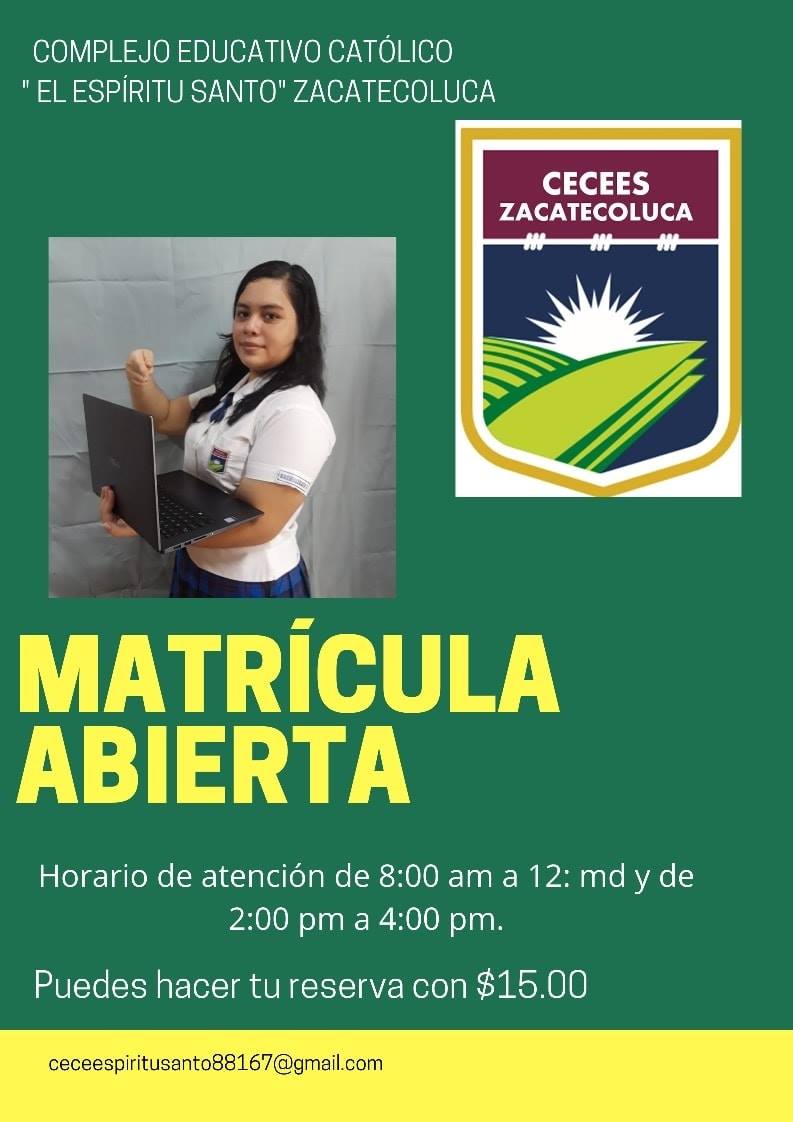 COMPLEJO EDUCATIVO CATÓLICO
" EL ESPÍRITU SANTO" ZACATECOLUCA
CECEES
ZACATECOLUCA
MATRÍCULA
ABIERTA
Horario de atención de 8:00 am a 12: md y de
2:00 pm a 4:00 pm.
Puedes hacer tu reserva con $15.00
ceceespiritusanto88167@gmail.com